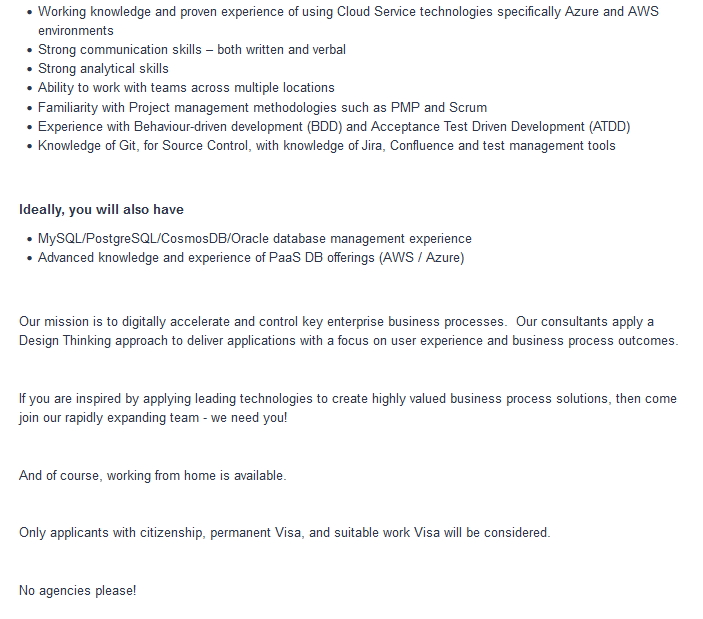 • Working knowledge and proven experience of using Cloud Service technologies specifically Azure and AWS
environments
• Strong communication skills – both written and verbal
• Strong analytical skills
• Ability to work with teams across multiple locations
• Familiarity with Project management methodologies such as PMP and Scrum
• Experience with Behaviour-driven development (BDD) and Acceptance Test Driven Development (ATDD)
• Knowledge of Git, for Source Control, with knowledge of Jira, Confluence and test management tools
Ideally, you will also have
• MySQL/PostgreSQL/CosmosDB/Oracle database management experience
• Advanced knowledge and experience of PaaS DB offerings (AWS / Azure)
Our mission is to digitally accelerate and control key enterprise business processes.  Our consultants apply a
Design Thinking approach to deliver applications with a focus on user experience and business process outcomes.
If you are inspired by applying leading technologies to create highly valued business process solutions, then come
join our rapidly expanding team - we need you!
And of course, working from home is available.
Only applicants with citizenship, permanent Visa, and suitable work Visa will be considered.
No agencies please!